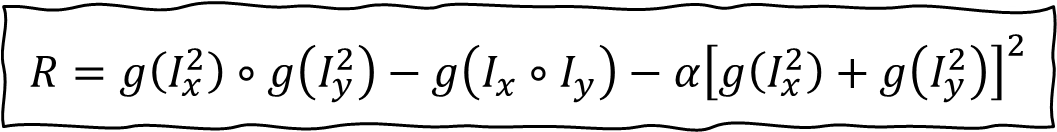 R = g(I_x^2) ∘ g(I_y^2) − g(I_x ∘ I_y) − α[g(I_x^2) + g(I_y^2)]^2